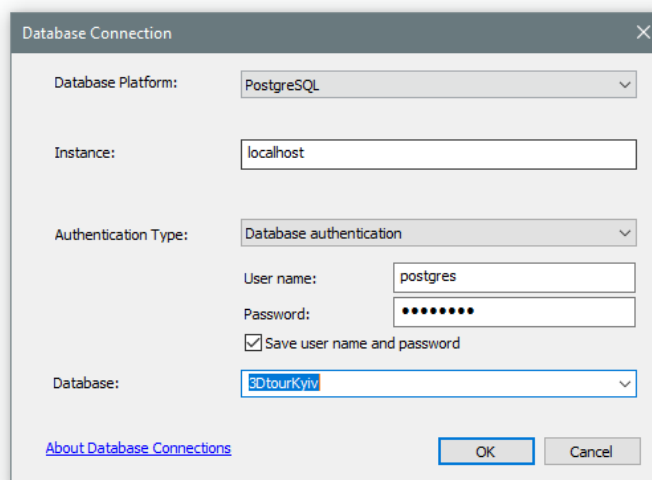 Database Connection
Database Platform: PostgreSQL
Instance: localhost
Authentication Type: Database authentication
User name: postgres
Password: ••••••••
Save user name and password
Database: 3DtourKyiv
About Database Connections OK Cancel